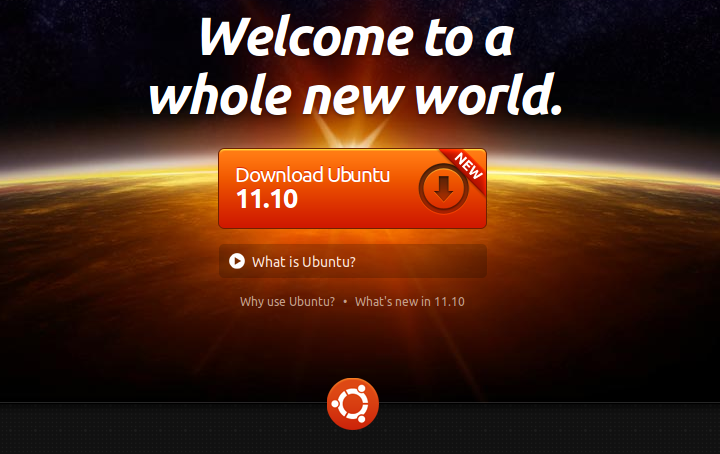 Welcome to a
whole new world.
Download Ubuntu
11.10
NEW
What is Ubuntu?
Why use Ubuntu? • What's new in 11.10